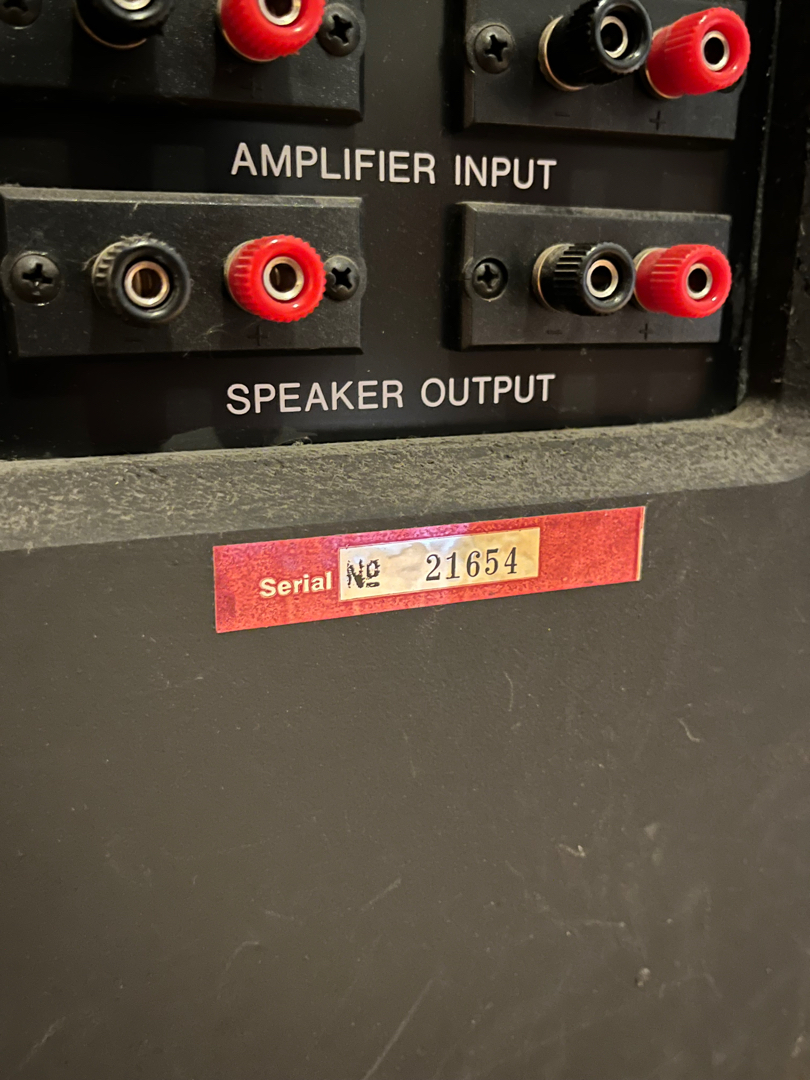 AMPLIFIER INPUT
- +
SPEAKER OUTPUT
Serial № 21654